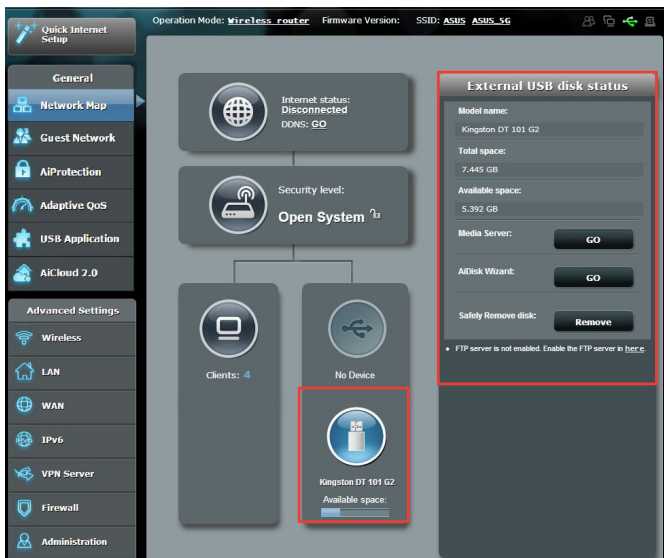 Operation Mode: Wireless router Firmware Version: SSID: ASUS ASUS_5G
Quick Internet
Setup
General
Network Map
Guest Network
AiProtection
Adaptive QoS
USB Application
AiCloud 2.0
Advanced Settings
Wireless
LAN
WAN
IPv6
VPN Server
Firewall
Administration
Internet status:
Disconnected
DDNS: GO
Security level:
Open System
Clients: 4
No Device
Kingston DT 101 G2
Available space:
External USB disk status
Model name:
Kingston DT 101 G2
Total space:
7.445 GB
Available space:
5.392 GB
Media Server: GO
AiDisk Wizard: GO
Safely Remove disk: Remove
• FTP server is not enabled. Enable the FTP server in here.